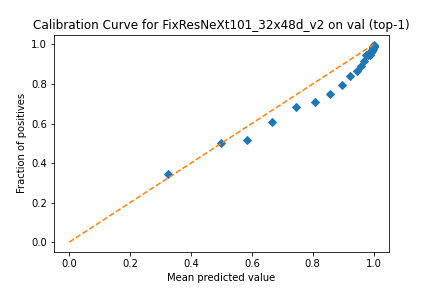 Calibration Curve for FixResNeXt101_32x48d_v2 on val (top-1)
Fraction of positives
1.0
0.8
0.6
0.4
0.2
0.0
0.0 0.2 0.4 0.6 0.8 1.0
Mean predicted value